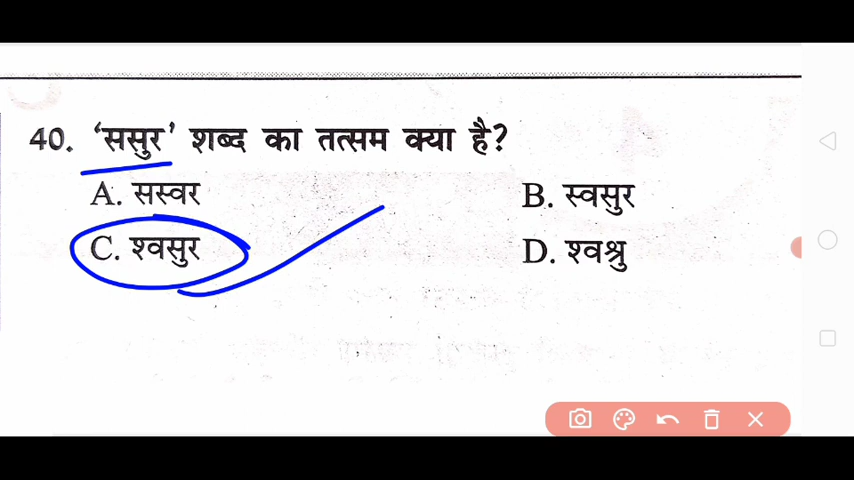 40. 'ससुर' शब्द का तत्सम क्या है?
A. सस्वर B. स्वसुर
C. श्वसुर D. श्वश्रु